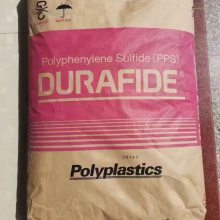 Polyphenylene Sulfide (PPS)
DURAFIDE®
Polyplastics